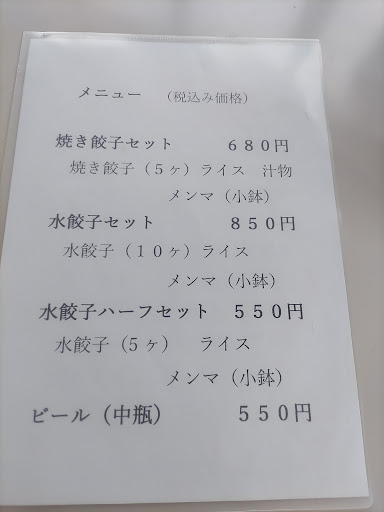 メニュー （税込み価格）
焼き餃子セット ６８０円
焼き餃子（５ヶ）ライス 汁物
メンマ（小鉢）
水餃子セット ８５０円
水餃子（１０ヶ）ライス
メンマ（小鉢）
水餃子ハーフセット ５５０円
水餃子（５ヶ） ライス
メンマ（小鉢）
ビール（中瓶） ５５０円